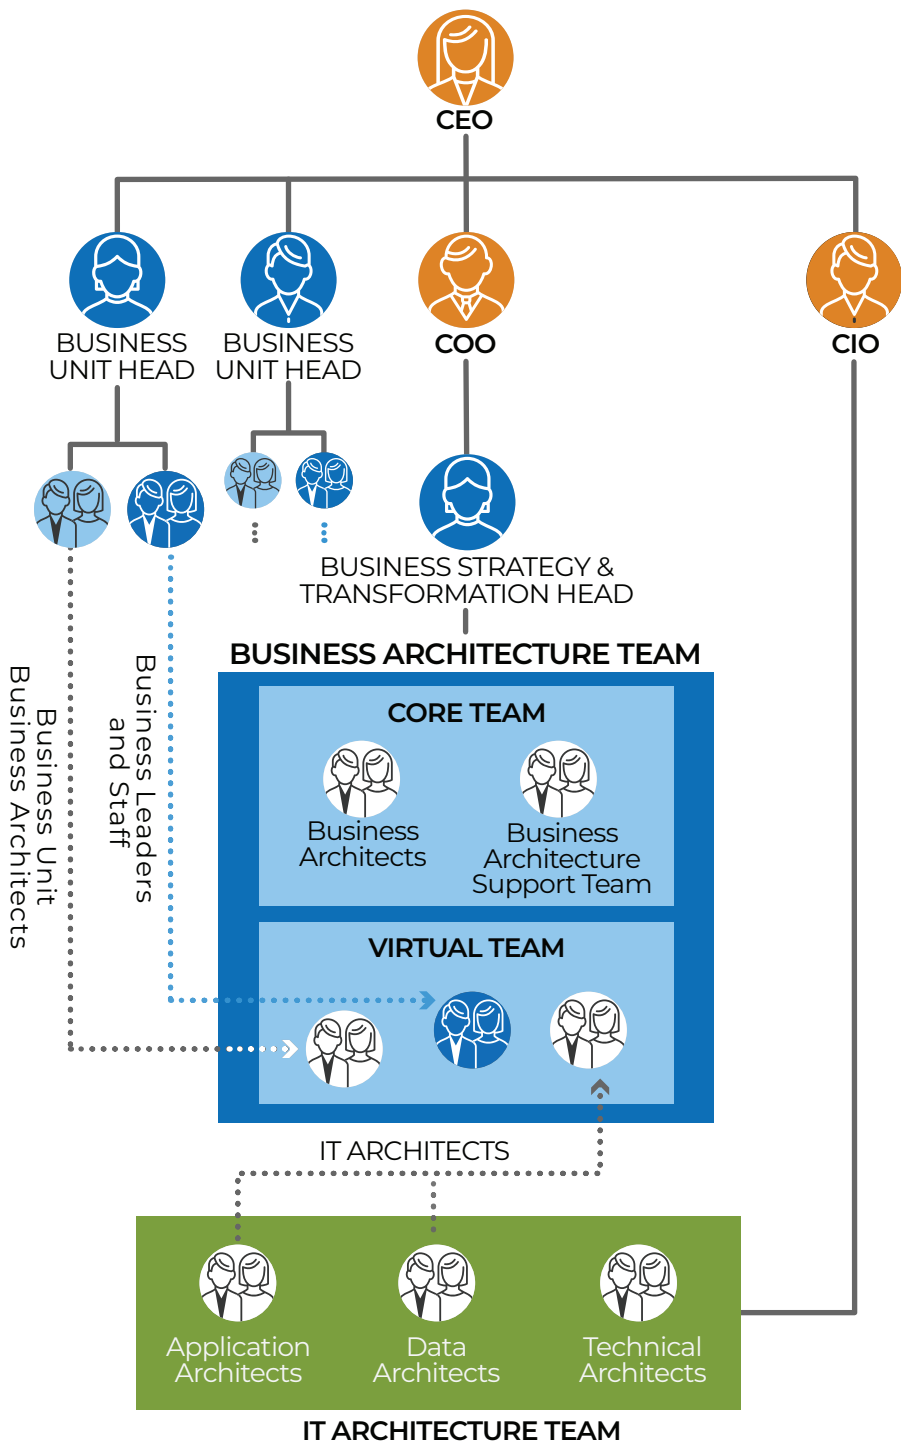 CEO
BUSINESS
UNIT HEAD
BUSINESS
UNIT HEAD
COO
CIO
BUSINESS STRATEGY &
TRANSFORMATION HEAD
BUSINESS ARCHITECTURE TEAM
Business Unit
Business Architects
Business Leaders
and Staff
CORE TEAM
Business
Architects
Business
Architecture
Support Team
VIRTUAL TEAM
IT ARCHITECTS
Application
Architects
Data
Architects
Technical
Architects
IT ARCHITECTURE TEAM